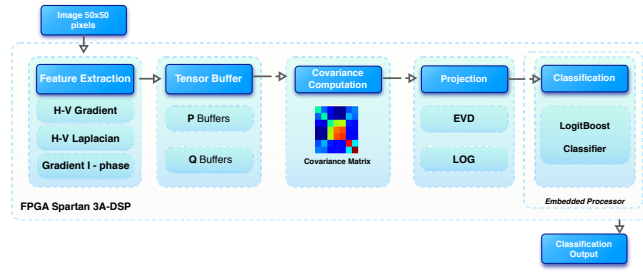 Image 50x50
pixels
Feature Extraction
H-V Gradient
H-V Laplacian
Gradient I - phase
Tensor Buffer
P Buffers
Q Buffers
Covariance
Computation
Covariance Matrix
Projection
EVD
LOG
Classification
LogitBoost
Classifier
Embedded Processor
FPGA Spartan 3A-DSP
Classification
Output